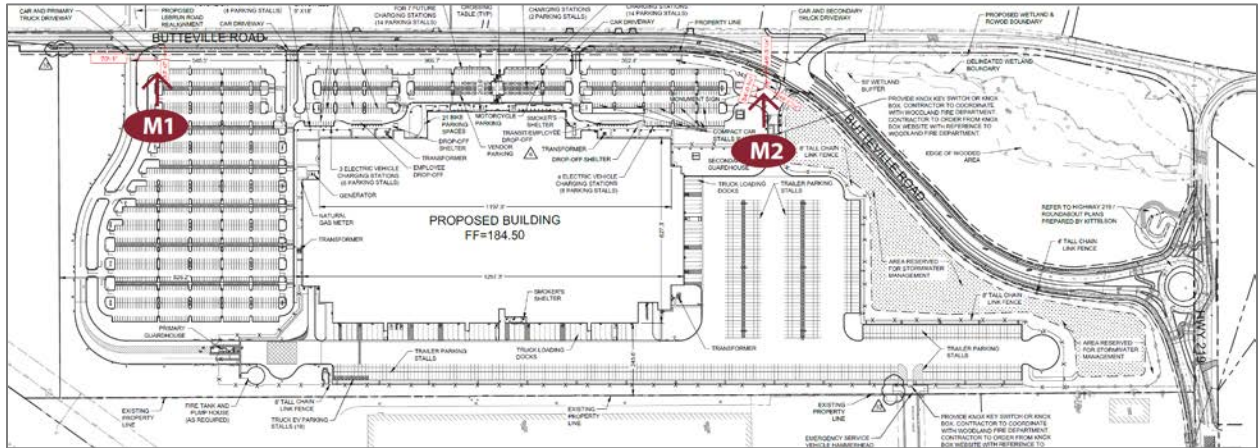 CAR AND PRIMARY
TRUCK DRIVEWAY
PROPOSED
LEBRUN ROAD
REALIGNMENT
(4 PARKING STALLS)
9' X18'
CAR DRIVEWAY
FOR 7 FUTURE
CHARGING STATIONS
(14 PARKING STALLS)
CROSSING
TABLE (TYP)
CHARGING STATIONS
(2 PARKING STALLS)
(14 PARKING STALLS)
CAR DRIVEWAY
PROPERTY LINE
CAR AND SECONDARY
TRUCK DRIVEWAY
PROPOSED WETLAND &
ROWOD BOUNDARY
BUTTEVILLE ROAD
DELINEATED WETLAND
BOUNDARY
50' WETLAND
BUFFER
M1
M2
MONUMENT SIGN
PROVIDE KNOX KEY SWITCH OR KNOX
BOX, CONTRACTOR TO COORDINATE
WITH WOODLAND FIRE DEPARTMENT.
CONTRACTOR TO ORDER FROM KNOX
BOX WEBSITE WITH REFERENCE TO
WOODLAND FIRE DEPARTMENT
21 BIKE
PARKING
SPACES
MOTORCYCLE
PARKING
SMOKER'S
SHELTER
DROP-OFF
SHELTER
VENDOR
PARKING
TRANSIT/EMPLOYEE
DROP-OFF
COMPACT CAR
STALLS
TRANSFORMER
DROP-OFF SHELTER
TRANSFORMER
8' TALL CHAIN
LINK FENCE
EDGE OF WOODED
AREA
BUTTEVILLE ROAD
3 ELECTRIC VEHICLE
CHARGING STATIONS
(6 PARKING STALLS)
EMPLOYEE
DROP-OFF
ELECTRIC VEHICLE
CHARGING STATIONS
GUARDHOUSE
GENERATOR
TRUCK LOADING
DOCKS
TRAILER PARKING
STALLS
NATURAL
GAS METER
PROPOSED BUILDING
FF=184.50
REFER TO HIGHWAY 219 /
ROUNDABOUT PLANS
PREPARED BY KITTELSON
TRANSFORMER
4' TALL CHAIN
LINK FENCE
AREA RESERVED
FOR STORMWATER
MANAGEMENT
SMOKER'S
SHELTER
8' TALL CHAIN
LINK FENCE
HWY 219
PRIMARY
GUARDHOUSE
TRAILER PARKING
STALLS
TRUCK LOADING
DOCKS
TRANSFORMER
TRAILER PARKING
STALLS
AREA RESERVED
FOR STORMWATER
MANAGEMENT
EXISTING
PROPERTY
LINE
FIRE TANK AND
PUMP HOUSE
(AS REQUIRED)
8' TALL CHAIN
LINK FENCE
TRUCK EV PARKING
STALLS (18)
EXISTING
PROPERTY
LINE
EXISTING
PROPERTY
LINE
EMERGENCY SERVICE
VEHICLE HAMMERHEAD
PROVIDE KNOX KEY SWITCH OR KNOX
BOX, CONTRACTOR TO COORDINATE
WITH WOODLAND FIRE DEPARTMENT.
CONTRACTOR TO ORDER FROM KNOX
BOX WEBSITE WITH REFERENCE TO